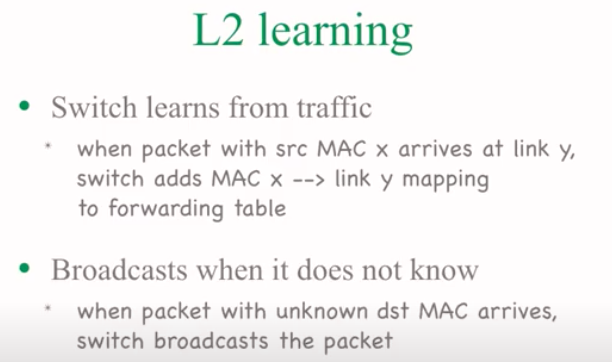 L2 learning
• Switch learns from traffic
* when packet with src MAC x arrives at link y,
switch adds MAC x --> link y mapping
to forwarding table
• Broadcasts when it does not know
* when packet with unknown dst MAC arrives,
switch broadcasts the packet